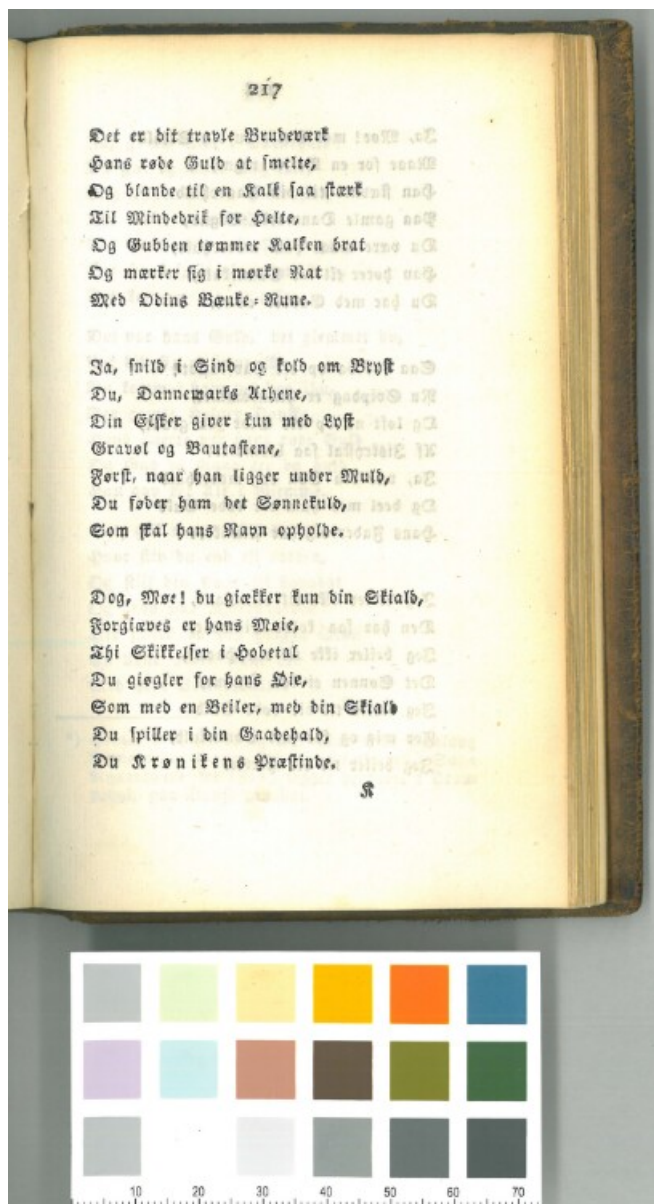 217
Det er dit travle Brudeværk
Hans røde Guld at smelte,
Og blande til en Kalk saa stærk
Til Mindedrik for Helte,
Og Gubben tømmer Kalken brat
Og mærker sig i mørke Nat
Med Odins Bænke-Rune.
Ja, snild i Sind og kold om Bryst
Du, Dannemarks Athene,
Din Elsker giver kun med Lyst
Gravøl og Bautastene,
Først, naar han ligger under Muld,
Du føder ham det Sønnekuld,
Som skal hans Navn opholde.
Dog, Møe! du giækker kun din Skiald,
Forgiæves er hans Møie,
Thi Skikkelser i Hobetal
Du giøgler for hans Øie,
Som med en Beiler, med din Skiald
Du spiller i din Gaadehald,
Du Krønikens Præstinde.
K
10 20 30 40 50 60 70